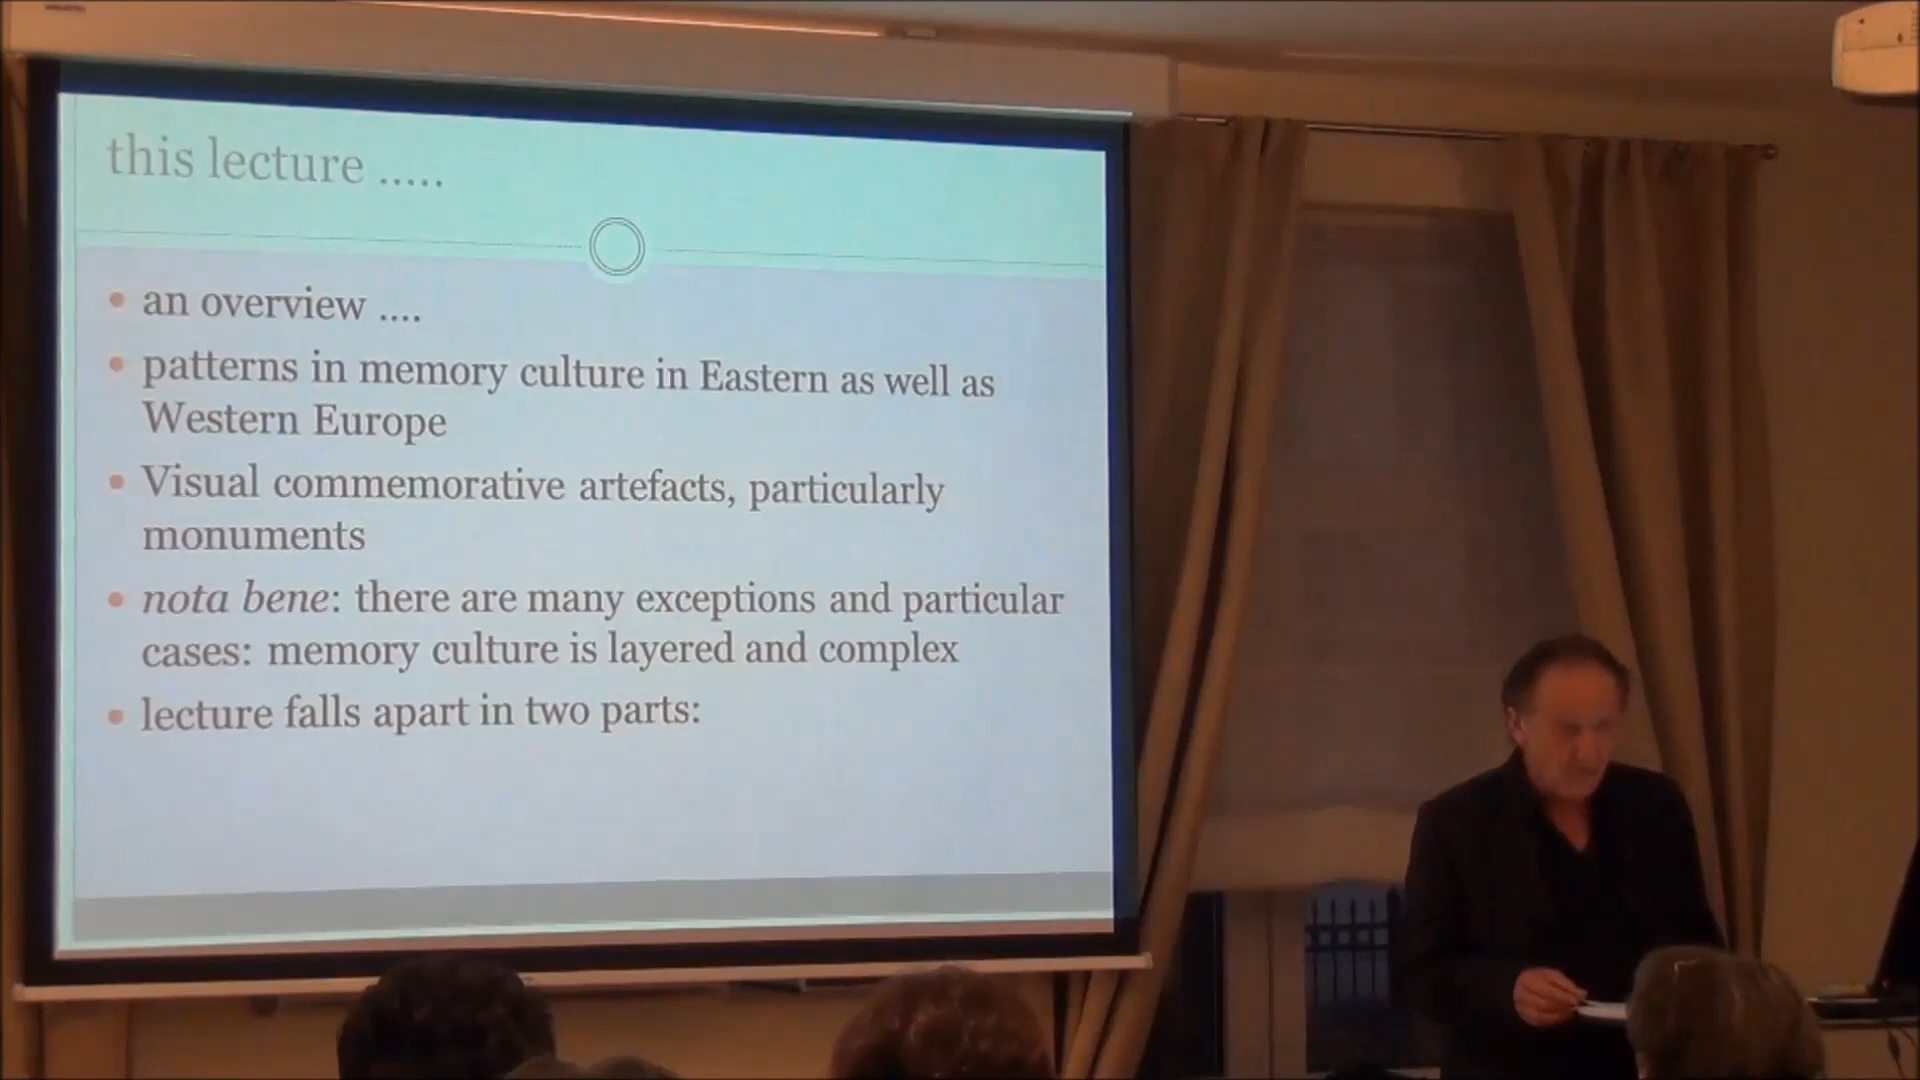 this lecture .....
• an overview ....
• patterns in memory culture in Eastern as well as
Western Europe
• Visual commemorative artefacts, particularly
monuments
• nota bene: there are many exceptions and particular
cases: memory culture is layered and complex
• lecture falls apart in two parts: